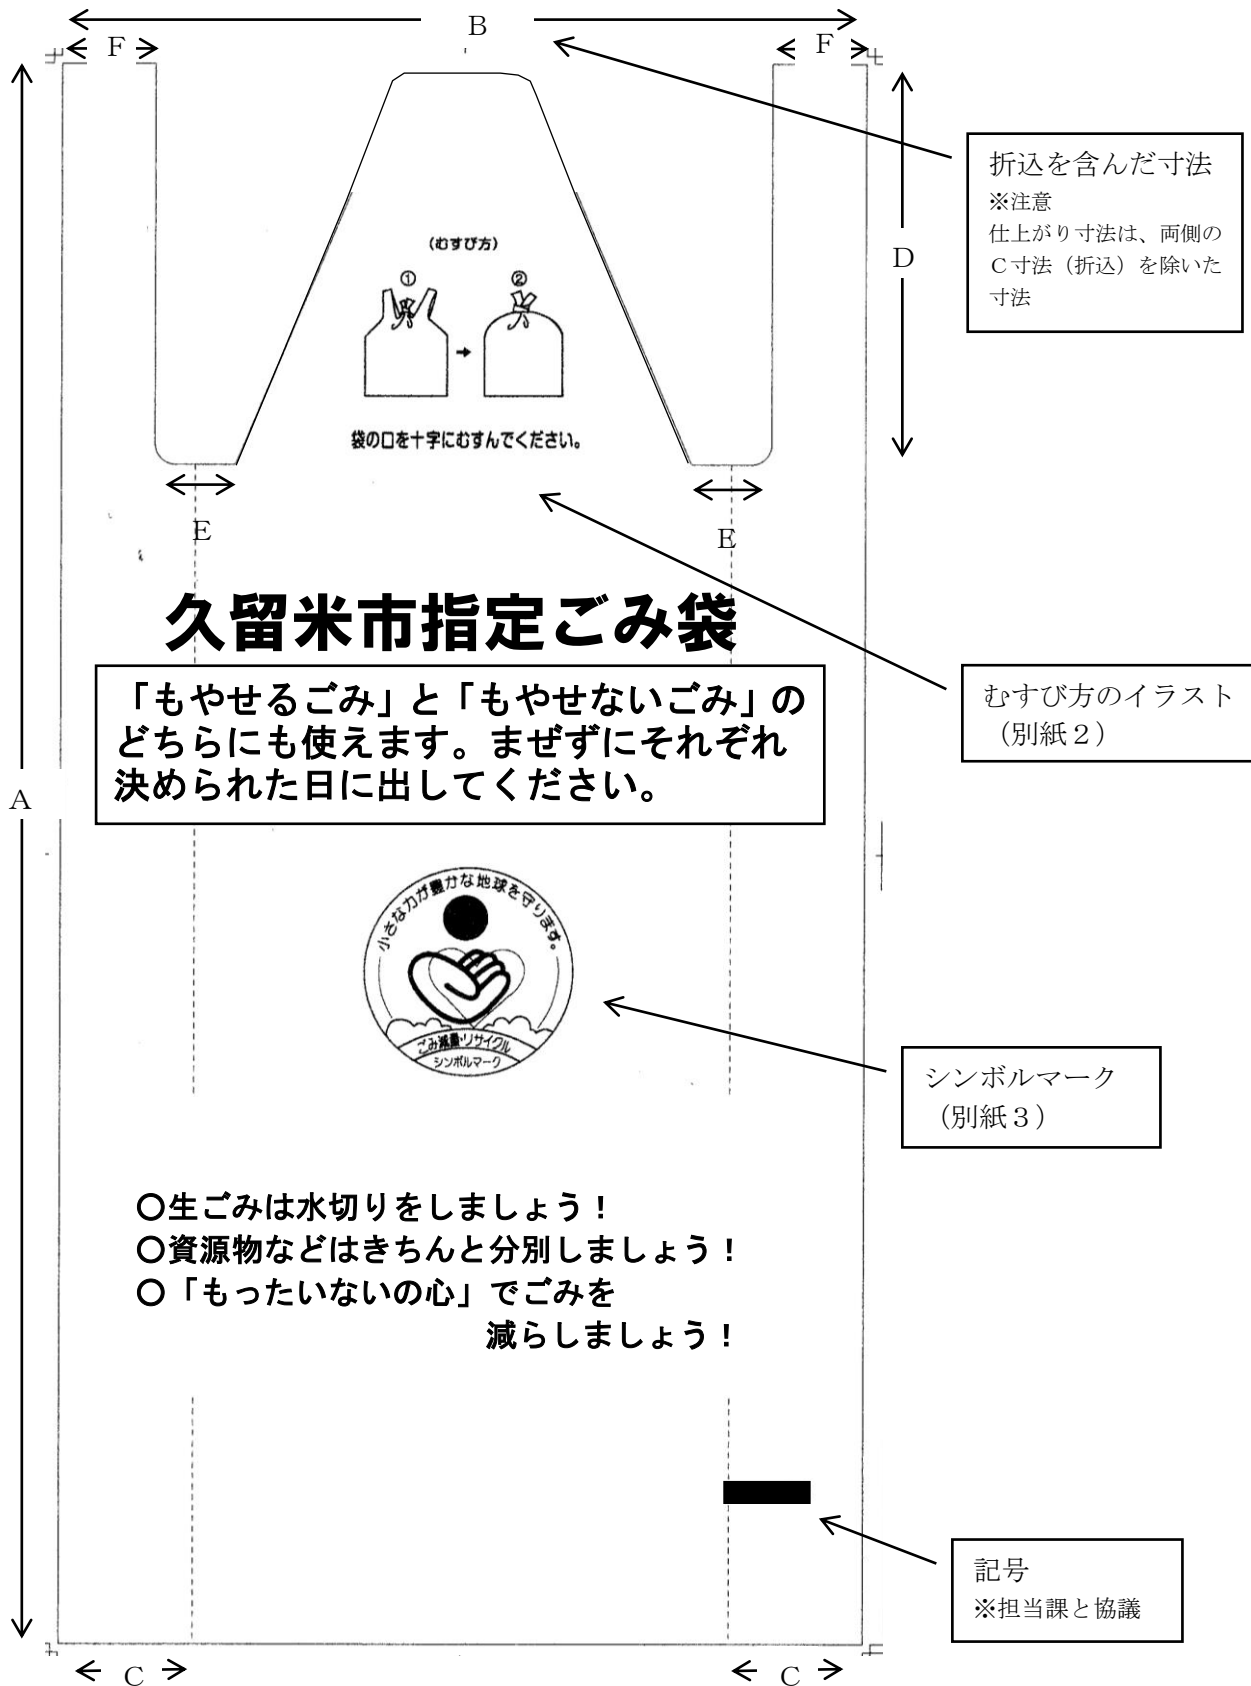 B
F
F
折込を含んだ寸法
※注意
仕上がり寸法は、両側の
C寸法（折込）を除いた
寸法
D
（むすび方）
① ②
袋の口を十字にむすんでください。
E
E
久留米市指定ごみ袋
むすび方のイラスト
（別紙２）
「もやせるごみ」と「もやせないごみ」の
どちらにも使えます。まぜずにそれぞれ
決められた日に出してください。
A
小さな力が豊かな地球を守ります。
ごみ減量・リサイクル
シンボルマーク
シンボルマーク
（別紙３）
○生ごみは水切りをしましょう！
○資源物などはきちんと分別しましょう！
○「もったいないの心」でごみを
減らしましょう！
記号
※担当課と協議
C
C